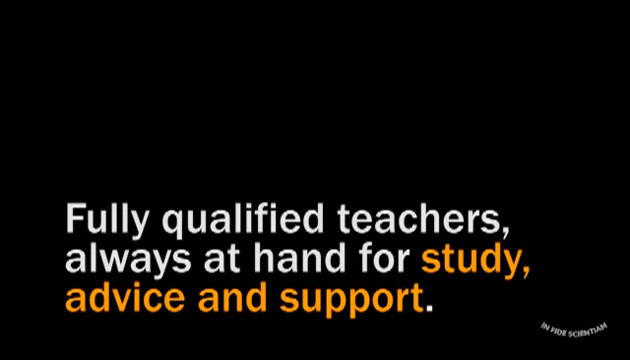 Fully qualified teachers,
always at hand for study,
advice and support.
IN FIDE SCIENTIAM